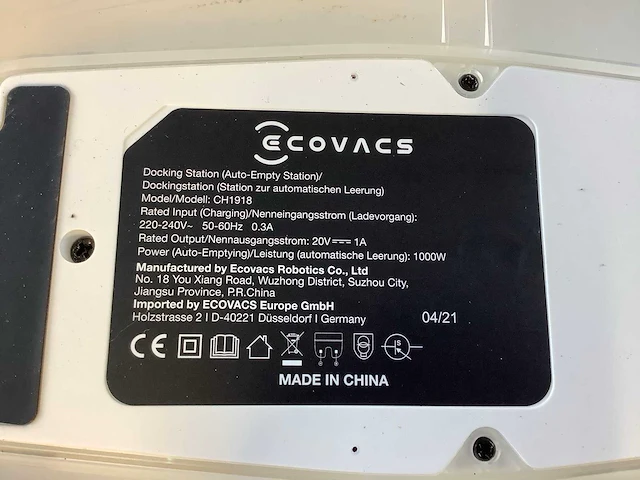 ECOVACS
Docking Station (Auto-Empty Station)/
Dockingstation (Station zur automatischen Leerung)
Model/Modell: CH1918
Rated Input (Charging)/Nenneingangsstrom (Ladevorgang):
220-240V~ 50-60Hz 0.3A
Rated Output/Nennausgangsstrom: 20V⎓1A
Power (Auto-Emptying)/Leistung (automatische Leerung): 1000W
Manufactured by Ecovacs Robotics Co., Ltd
No. 18 You Xiang Road, Wuzhong District, Suzhou City,
Jiangsu Province, P.R.China
Imported by ECOVACS Europe GmbH
Holzstrasse 2 I D-40221 Düsseldorf I Germany
04/21
CE
S
MADE IN CHINA